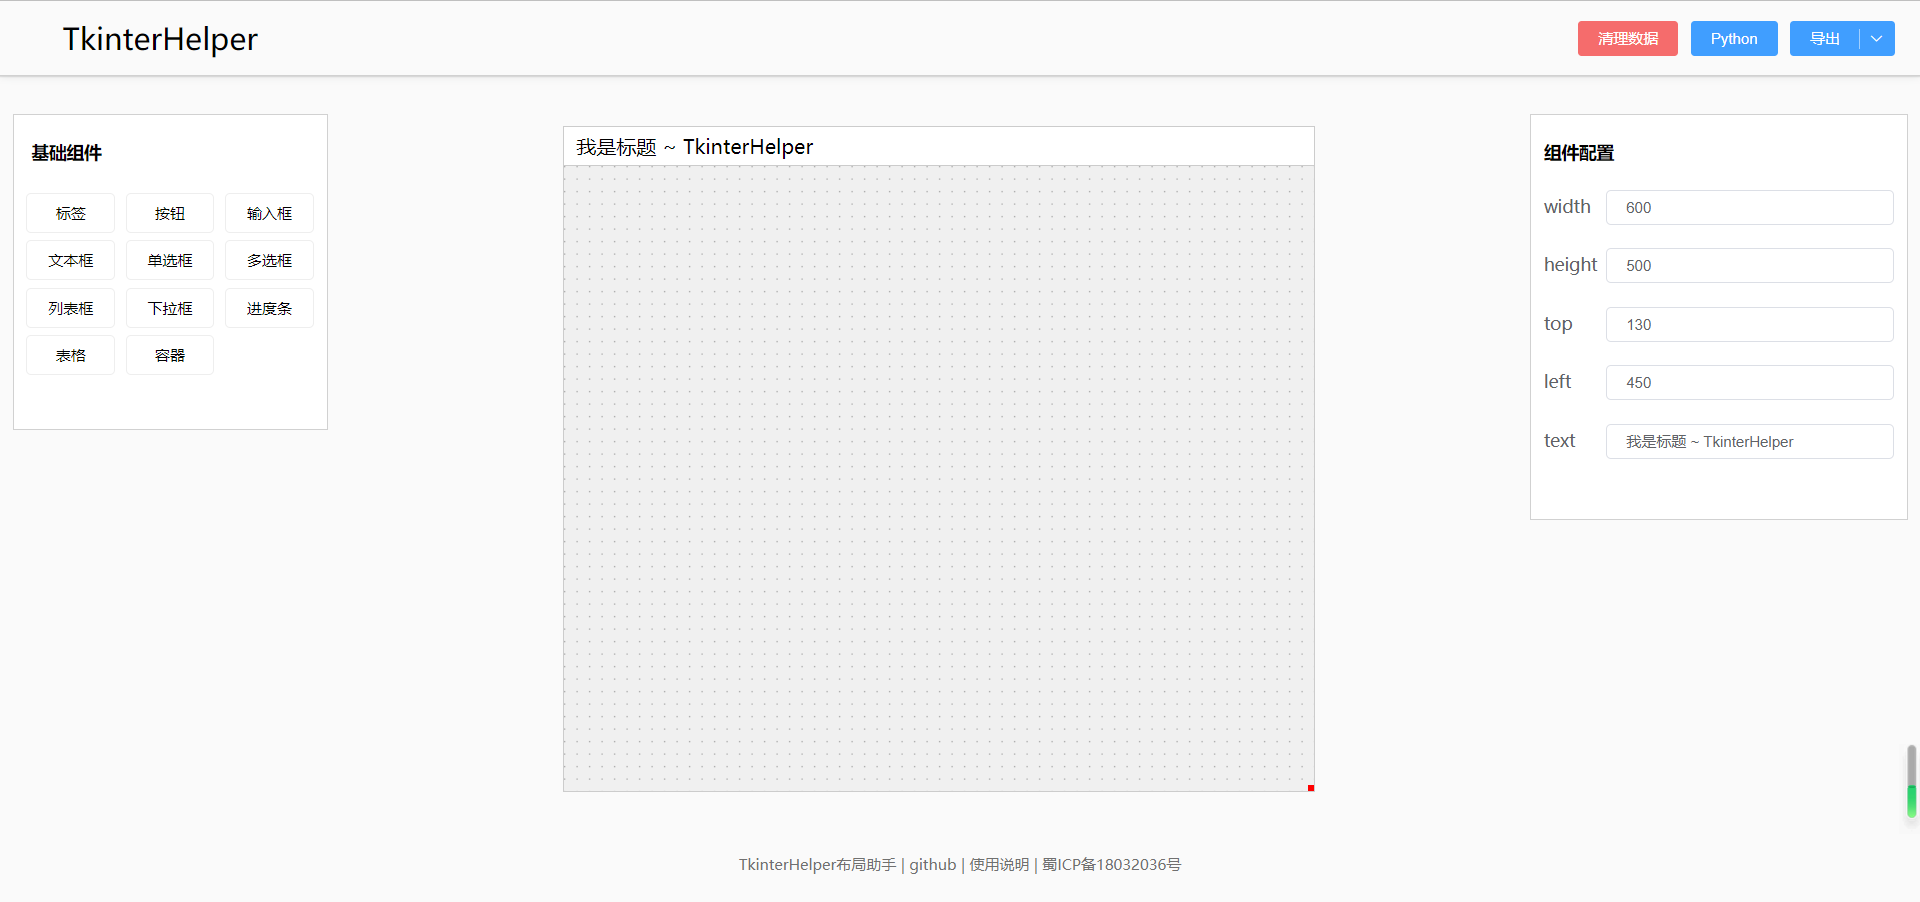 TkinterHelper
清理数据 Python 导出
基础组件
标签 按钮 输入框
文本框 单选框 多选框
列表框 下拉框 进度条
表格 容器
我是标题 ~ TkinterHelper
组件配置
width 600
height 500
top 130
left 450
text 我是标题 ~ TkinterHelper
TkinterHelper布局助手 | github | 使用说明 | 蜀ICP备18032036号